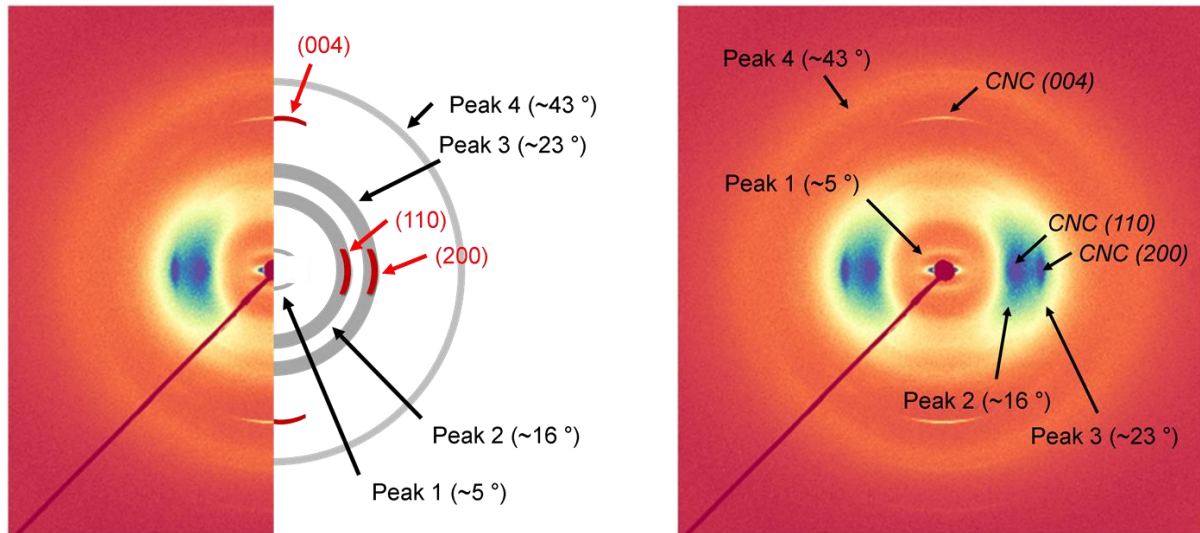 (004)
Peak 4 (~43 °)
Peak 3 (~23 °)
(110)
(200)
Peak 2 (~16 °)
Peak 1 (~5 °)
Peak 4 (~43 °)
CNC (004)
Peak 1 (~5 °)
CNC (110)
CNC (200)
Peak 2 (~16 °)
Peak 3 (~23 °)